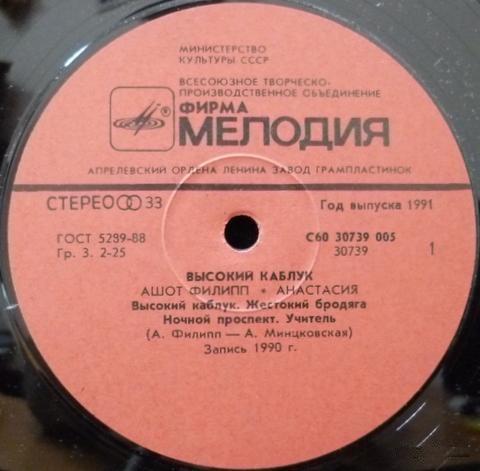 МИНИСТЕРСТВО
КУЛЬТУРЫ СССР
ВСЕСОЮЗНОЕ ТВОРЧЕСКО-
ПРОИЗВОДСТВЕННОЕ ОБЪЕДИНЕНИЕ
ФИРМА
МЕЛОДИЯ
АПРЕЛЕВСКИЙ ОРДЕНА ЛЕНИНА ЗАВОД ГРАМПЛАСТИНОК
СТЕРЕО 33
Год выпуска 1991
ГОСТ 5289-88
Гр. 3. 2-25
С60 30739 005
30739
1
ВЫСОКИЙ КАБЛУК
АШОТ ФИЛИПП • АНАСТАСИЯ
Высокий каблук. Жестокий бродяга
Ночной проспект. Учитель
(А. Филипп — А. Минцковская)
Запись 1990 г.